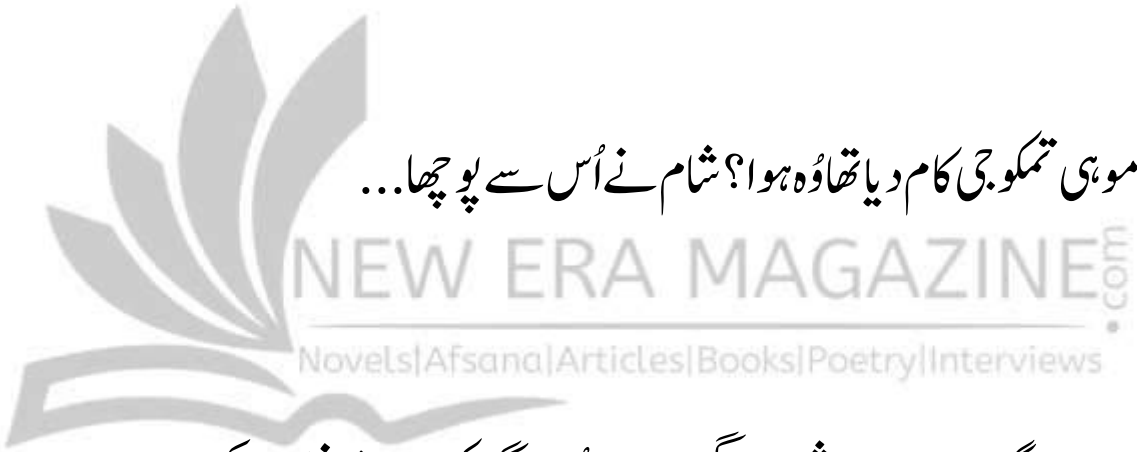 موہی تمکو جی کام دیا تھا وُہ ہوا؟ شام نے اُس سے پوچھا...
NEW ERA MAGAZINE.com
Novels|Afsana|Articles|Books|Poetry|Interviews